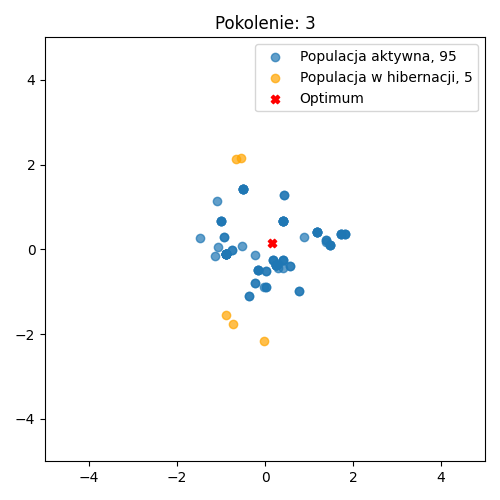 Pokolenie: 3
Populacja aktywna, 95
Populacja w hibernacji, 5
Optimum
4
2
0
−2
−4
−4 −2 0 2 4